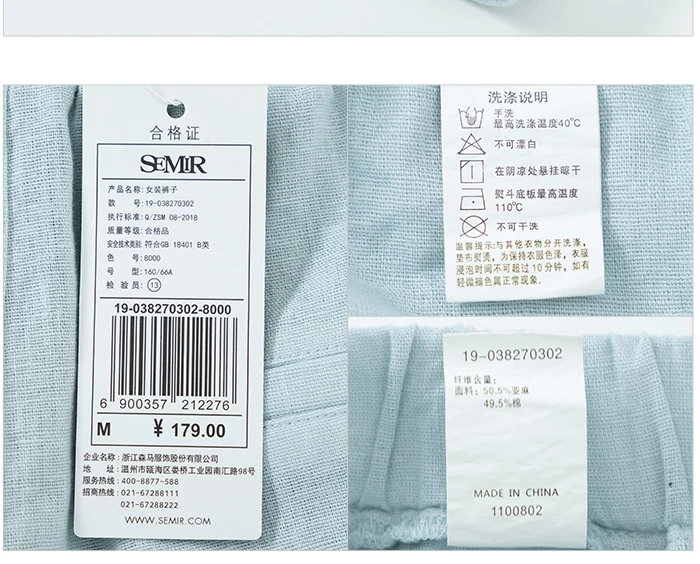 合格证
SEMIR
产品名称: 女装裤子
款 号: 19-038270302
执行标准: Q/ZSM 08-2018
质量等级: 合格品
安全技术类别: 符合GB 18401 B类
色 号: 8000
号 型: 160/66A
检 验 员: 13
19-038270302-8000
6 900357 212276
M ¥ 179.00
企 业 名 称: 浙江森马服饰股份有限公司
地 址: 温州市瓯海区娄桥工业园南汇路98号
服务热线: 400-8877-588
招商热线: 021-67288111
021-67288222
WWW.SEMIR.COM
洗涤说明
手洗
最高洗涤温度40℃
不可漂白
在阴凉处悬挂晾干
熨斗底板最高温度
110℃
不可干洗
温馨提示:与其他衣物分开洗涤,
垫布熨烫,为保持衣服色泽,衣服
浸泡时间不可超过10分钟,如有
轻微褪色属正常现象.
19-038270302
纤维含量:
面料: 50.5%亚麻
49.5%棉
MADE IN CHINA
1100802